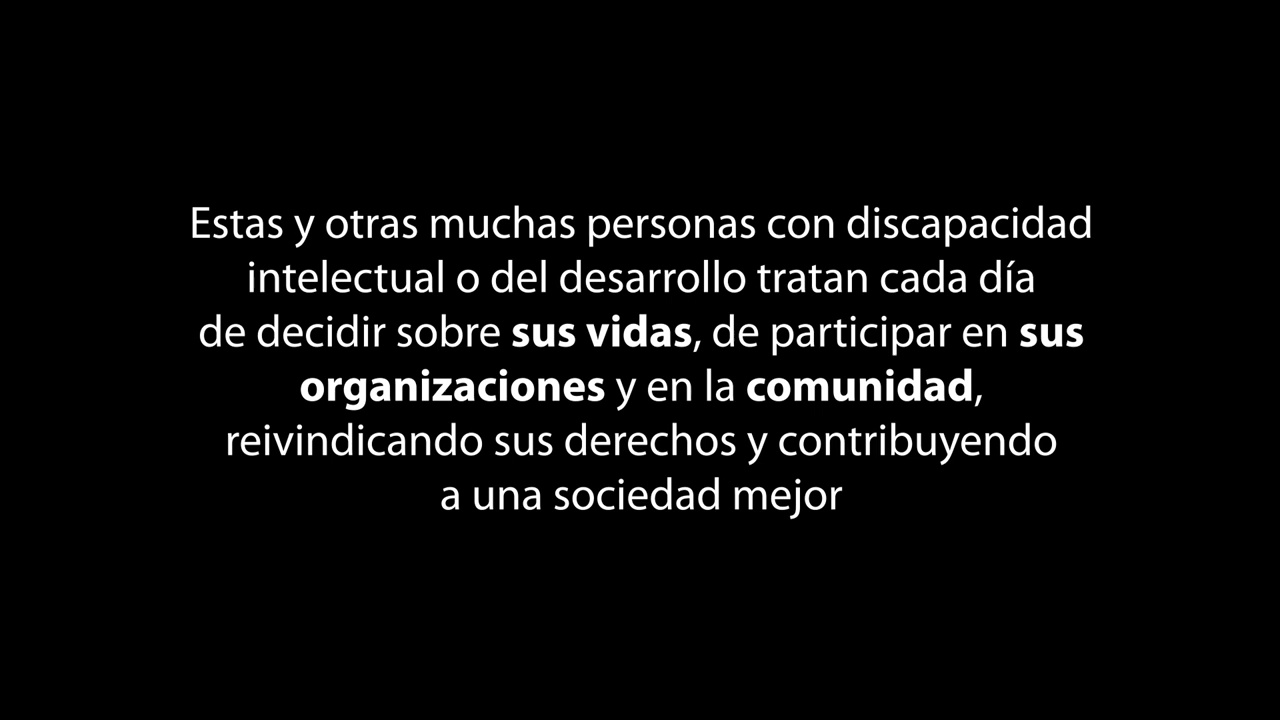 Estas y otras muchas personas con discapacidad
intelectual o del desarrollo tratan cada día
de decidir sobre sus vidas, de participar en sus
organizaciones y en la comunidad,
reivindicando sus derechos y contribuyendo
a una sociedad mejor